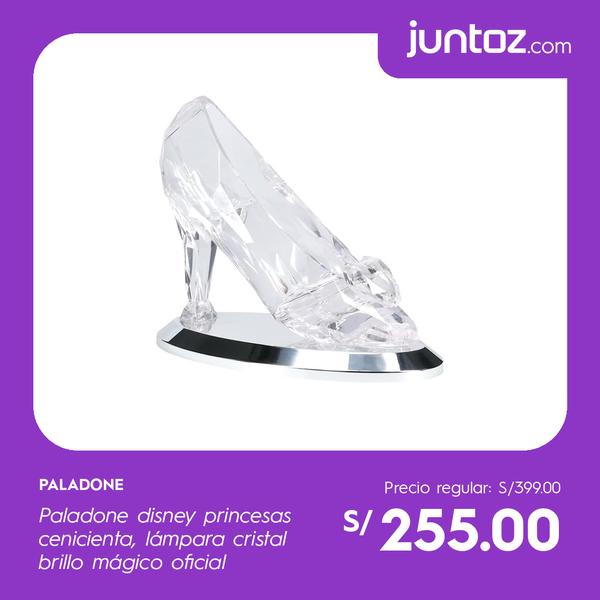 juntoz.com
PALADONE
Paladone disney princesas
cenicienta, lámpara cristal
brillo mágico oficial
Precio regular: S/399.00
S/255.00